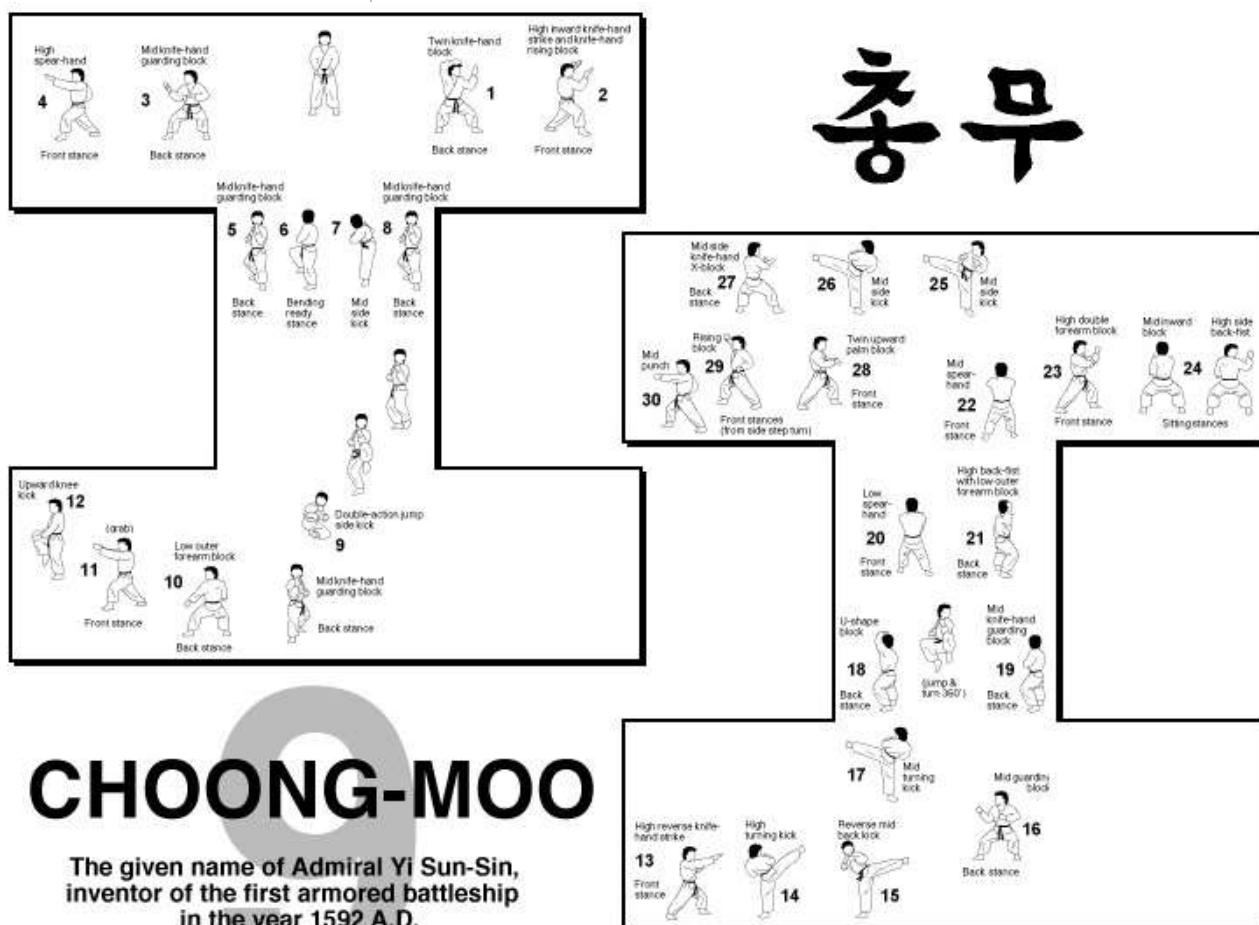 High
spear-hand
4
Front stance
Mid knife-hand
guarding block
3
Back stance
Twin knife-hand
block
1
Back stance
High inward knife-hand
strike and knife-hand
rising block
2
Front stance
총무
Mid knife-hand
guarding block
5
Back
stance
6
Bending
ready
stance
7
Mid
side
kick
Mid knife-hand
guarding block
8
Back
stance
Double-action jump
side kick
9
Mid knife-hand
guarding block
Back stance
Low outer
forearm block
10
Back stance
(grab)
11
Front stance
Upward knee
kick
12
9
CHOONG-MOO
The given name of Admiral Yi Sun-Sin,
inventor of the first armored battleship
in the year 1592 A.D.
Mid side
knife-hand
X-block
27
Back
stance
26
Mid
side
kick
25
Mid
side
kick
Mid
punch
30
Rising
block
29
Front stances
(from side step turn)
Twin upward
palm block
28
Front
stance
Mid
spear-
hand
22
Front
stance
High double
forearm block
23
Front stance
Mid inward
block
24
High side
back-fist
Sitting stances
Low
spear-
hand
20
Front
stance
High back-fist
with low outer
forearm block
21
Back
stance
U-shape
block
18
Back
stance
(jump &
turn 360°)
Mid
knife-hand
guarding
block
19
Back
stance
17
Mid
turning
kick
Mid guarding
block
16
Back stance
High reverse knife-
hand strike
13
Front
stance
High
turning kick
14
Reverse mid
back kick
15